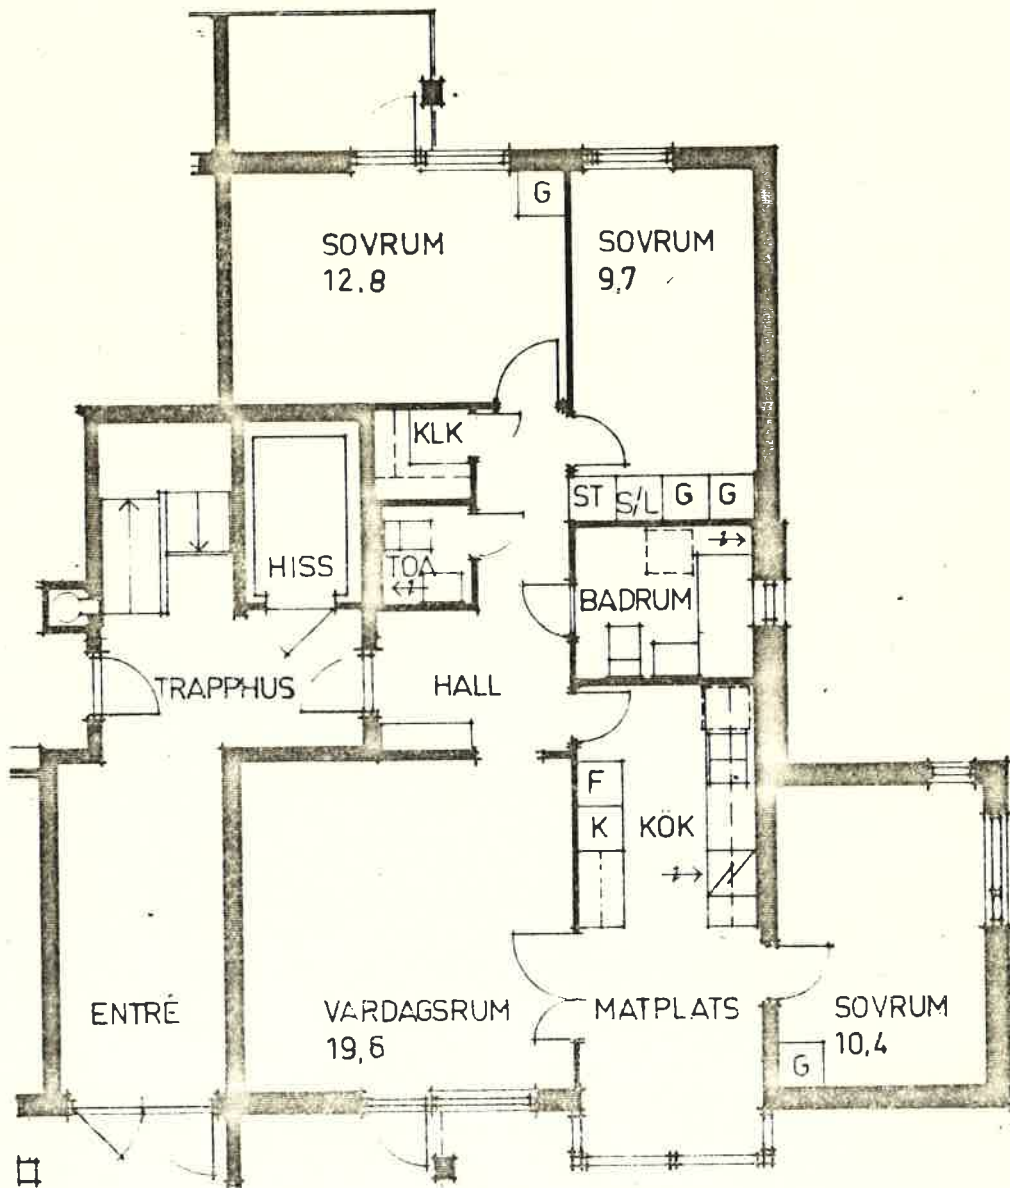 G
SOVRUM
12,8
SOVRUM
9,7
KLK
ST S/L G G
HISS
TOA
BADRUM
TRAPPHUS
HALL
F
K
KÖK
ENTRÉ
VARDAGSRUM
19,6
MATPLATS
SOVRUM
10,4
G